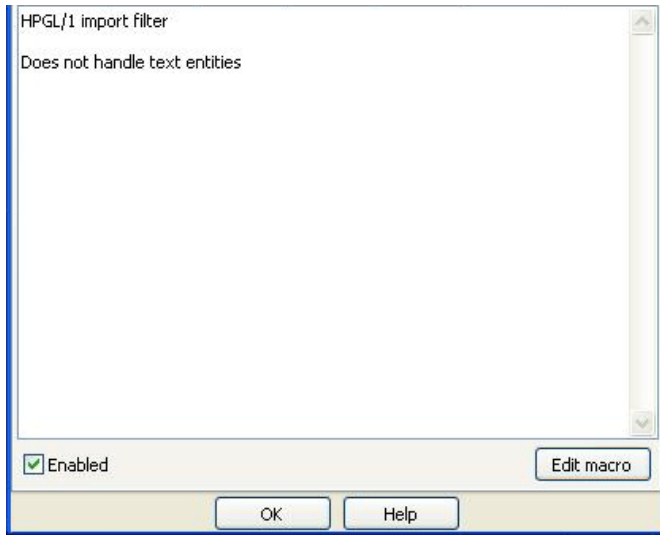 HPGL/1 import filter
Does not handle text entities
Enabled
Edit macro
OK
Help